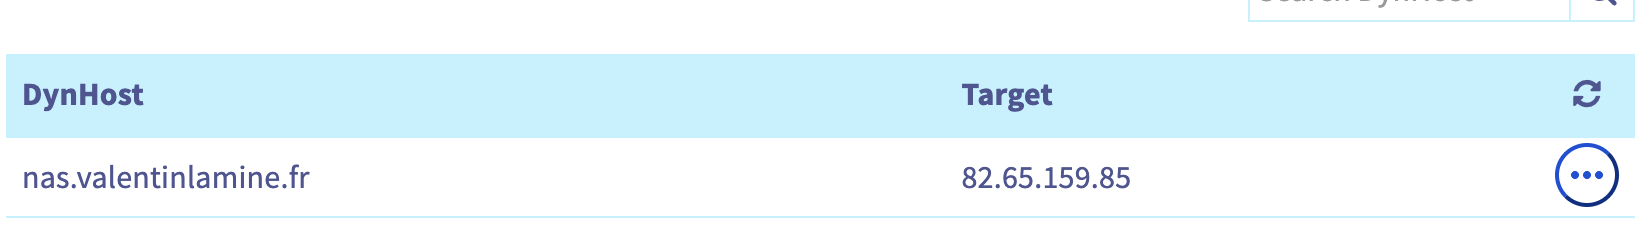 DynHost Target
nas.valentinlamine.fr 82.65.159.85